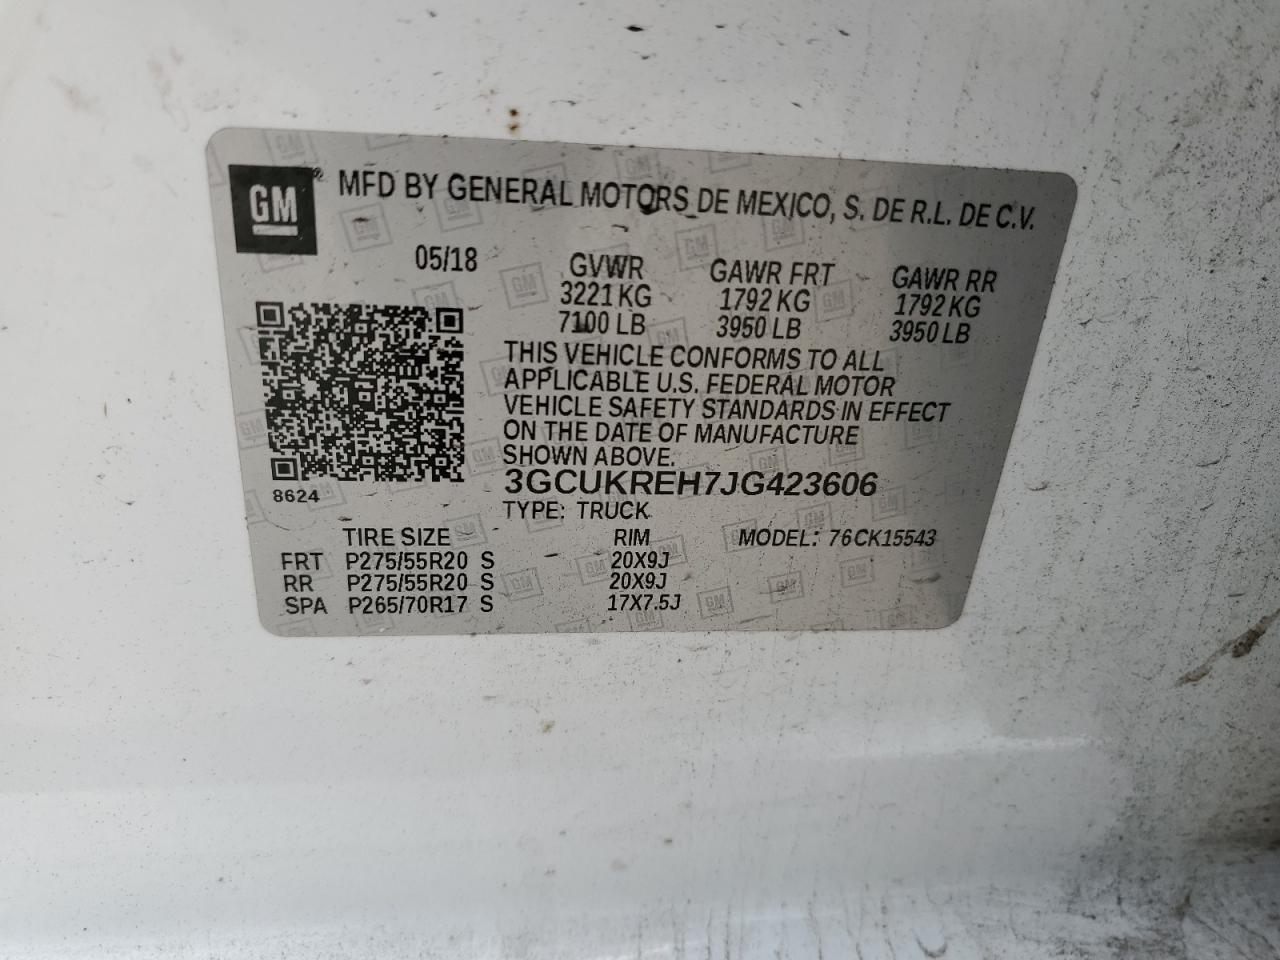 GM® MFD BY GENERAL MOTORS DE MEXICO, S. DE R.L. DE C.V.
05/18 GVWR GAWR FRT GAWR RR
3221 KG 1792 KG 1792 KG
7100 LB 3950 LB 3950 LB
THIS VEHICLE CONFORMS TO ALL
APPLICABLE U.S. FEDERAL MOTOR
VEHICLE SAFETY STANDARDS IN EFFECT
ON THE DATE OF MANUFACTURE
SHOWN ABOVE.
3GCUKREH7JG423606
8624
TYPE: TRUCK
TIRE SIZE RIM MODEL: 76CK15543
FRT P275/55R20 S 20X9J
RR P275/55R20 S 20X9J
SPA P265/70R17 S 17X7.5J